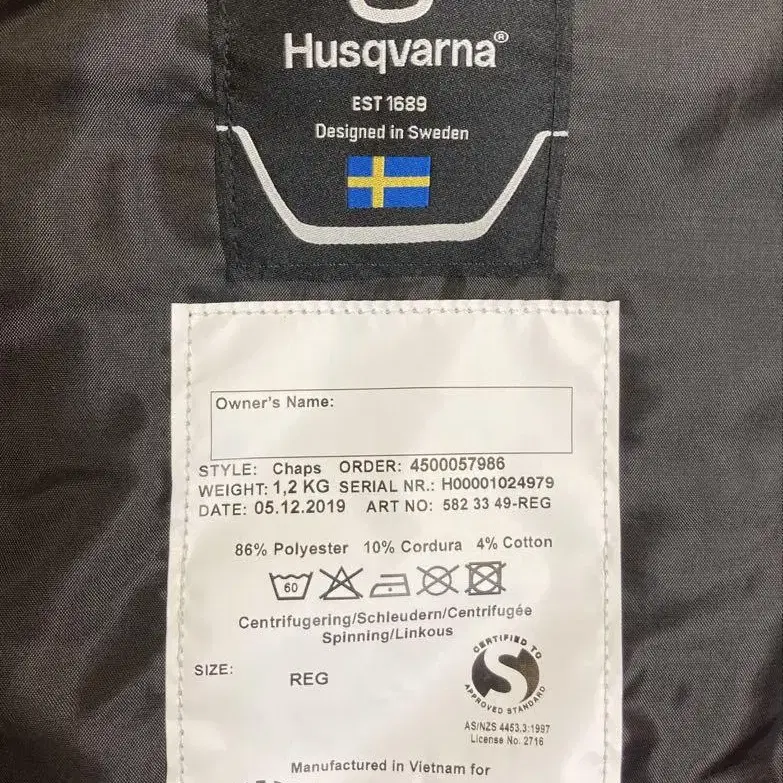 Husqvarna®
EST 1689
Designed in Sweden
Owner's Name:
STYLE: Chaps ORDER: 4500057986
WEIGHT: 1,2 KG SERIAL NR.: H00001024979
DATE: 05.12.2019 ART NO: 582 33 49-REG
86% Polyester 10% Cordura 4% Cotton
60
Centrifugering/Schleudern/Centrifugée
Spinning/Linkous
SIZE: REG
CERTIFIED TO
APPROVED STANDARD
AS/NZS 4453.3:1997
License No. 2716
Manufactured in Vietnam for